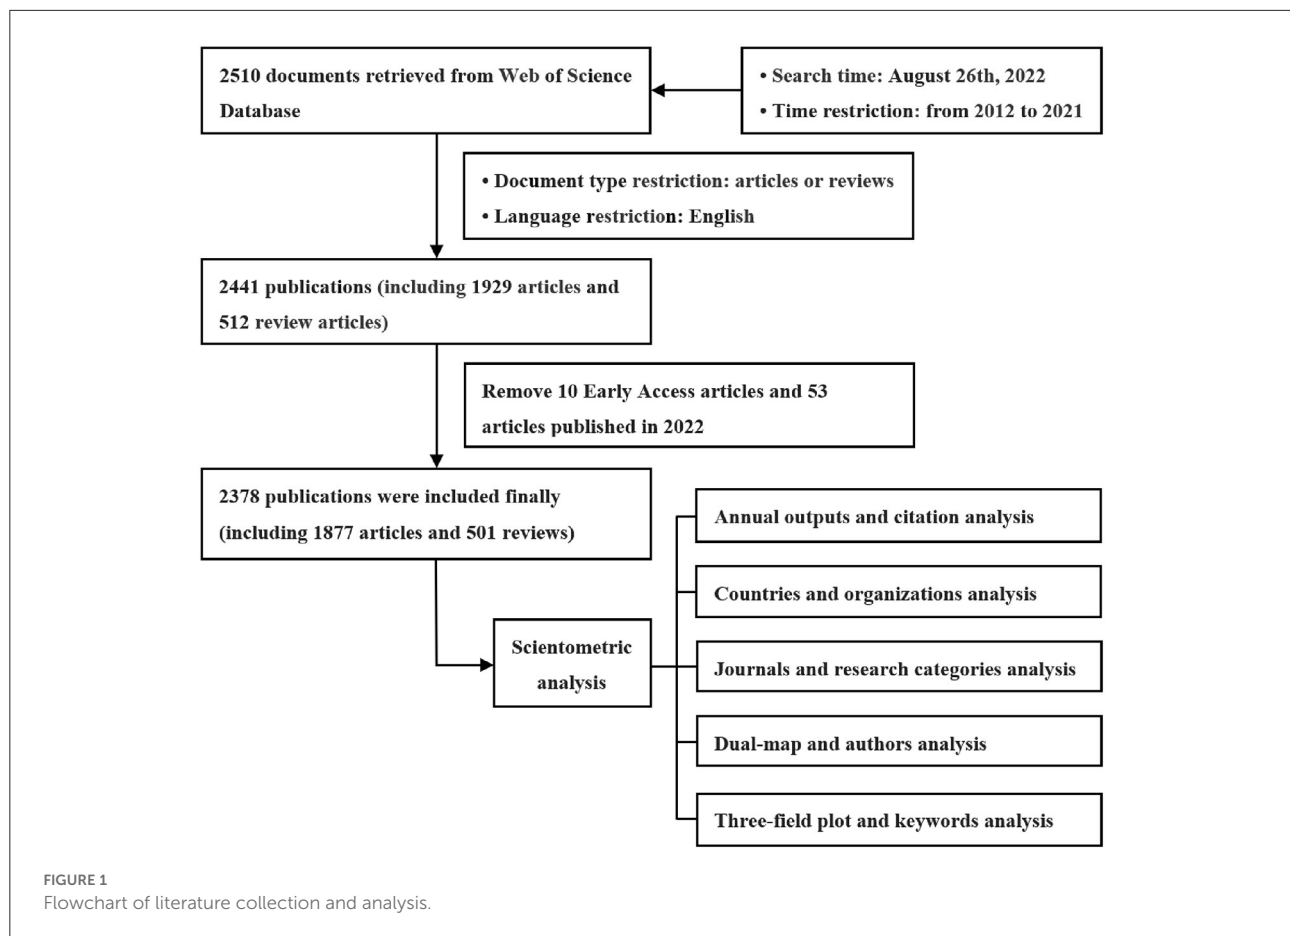 2510 documents retrieved from Web of Science
Database
• Search time: August 26th, 2022
• Time restriction: from 2012 to 2021
• Document type restriction: articles or reviews
• Language restriction: English
2441 publications (including 1929 articles and
512 review articles)
Remove 10 Early Access articles and 53
articles published in 2022
2378 publications were included finally
(including 1877 articles and 501 reviews)
Scientometric
analysis
Annual outputs and citation analysis
Countries and organizations analysis
Journals and research categories analysis
Dual-map and authors analysis
Three-field plot and keywords analysis
FIGURE 1
Flowchart of literature collection and analysis.